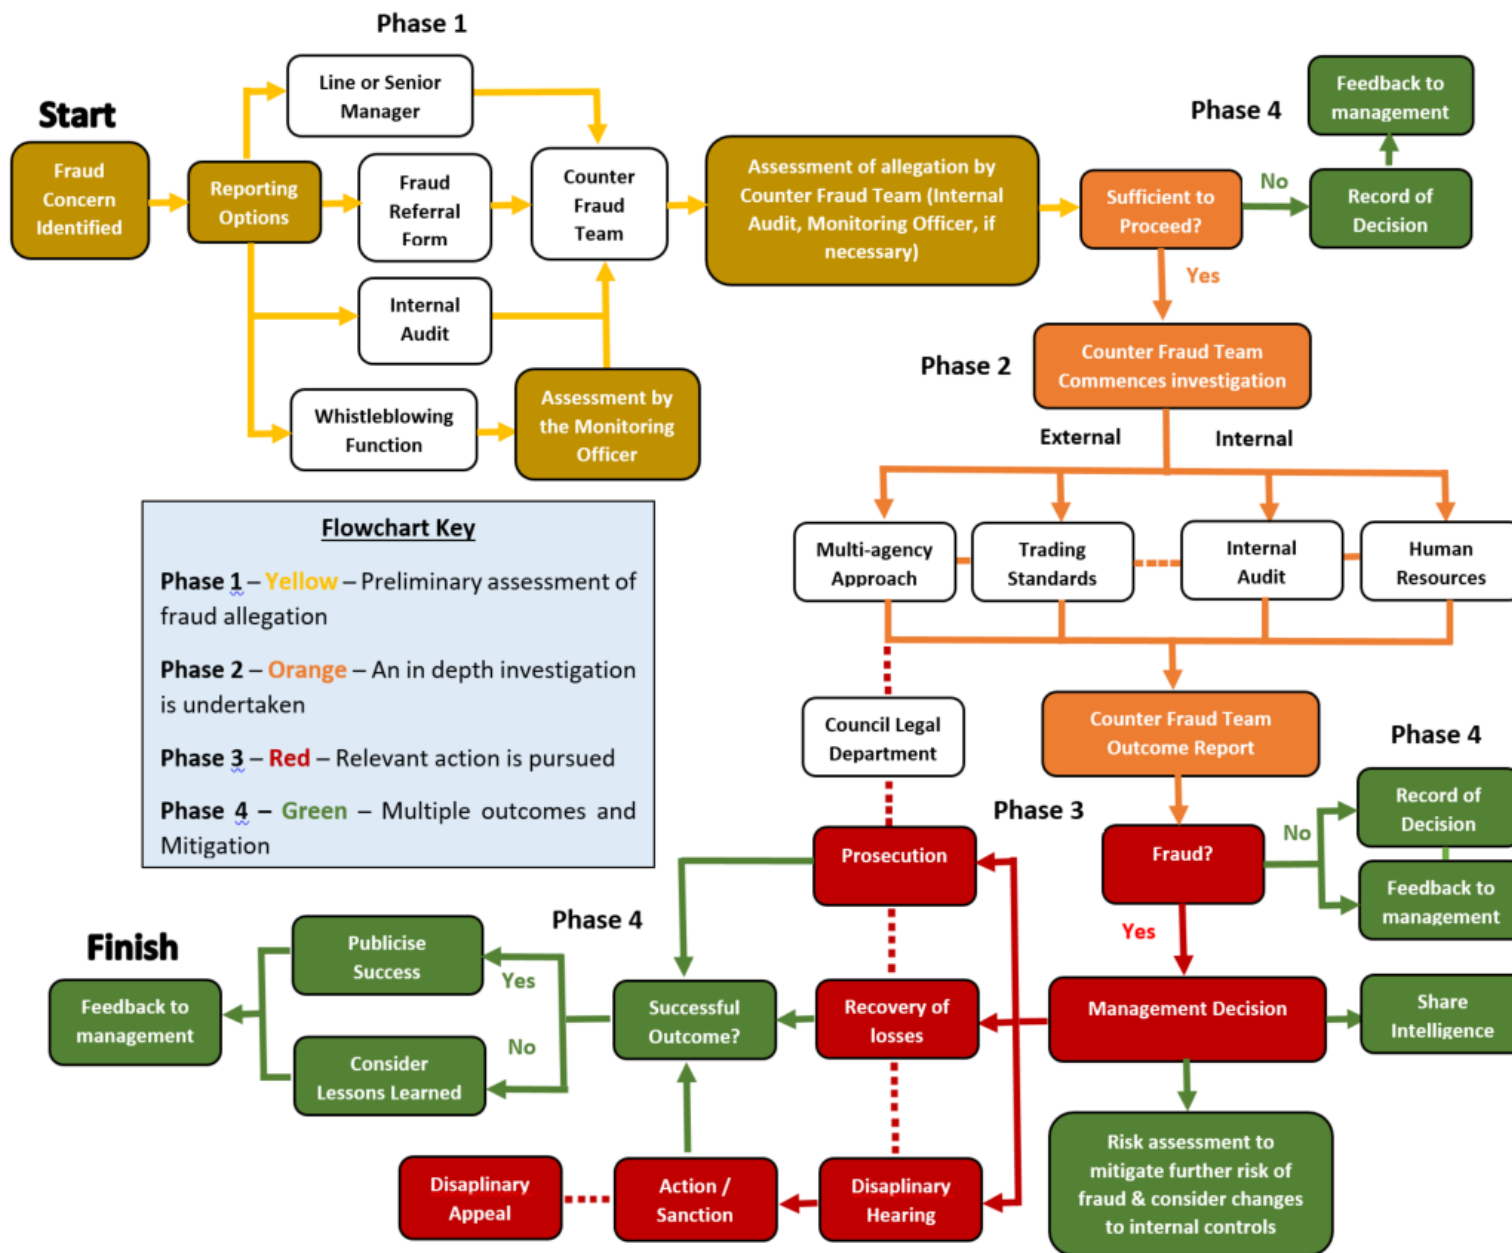 Phase 1
Start
Fraud
Concern
Identified
Reporting
Options
Line or Senior
Manager
Fraud
Referral
Form
Internal
Audit
Whistleblowing
Function
Counter
Fraud
Team
Assessment by
the Monitoring
Officer
Assessment of allegation by
Counter Fraud Team (Internal
Audit, Monitoring Officer, if
necessary)
Sufficient to
Proceed?
No
Yes
Phase 4
Feedback to
management
Record of
Decision
Phase 2
Counter Fraud Team
Commences investigation
External
Internal
Multi-agency
Approach
Trading
Standards
Internal
Audit
Human
Resources
Flowchart Key
Phase 1 – Yellow – Preliminary assessment of
fraud allegation
Phase 2 – Orange – An in depth investigation
is undertaken
Phase 3 – Red – Relevant action is pursued
Phase 4 – Green – Multiple outcomes and
Mitigation
Council Legal
Department
Counter Fraud Team
Outcome Report
Phase 4
Record of
Decision
Feedback to
management
Phase 3
Fraud?
No
Yes
Prosecution
Management Decision
Share
Intelligence
Recovery of
losses
Risk assessment to
mitigate further risk of
fraud & consider changes
to internal controls
Disaplinary
Hearing
Action /
Sanction
Disaplinary
Appeal
Phase 4
Successful
Outcome?
Yes
No
Publicise
Success
Consider
Lessons Learned
Finish
Feedback to
management